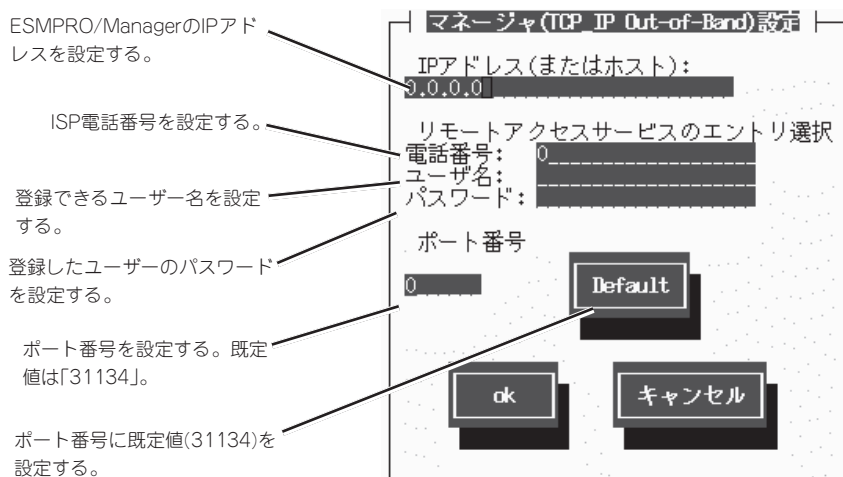 ESMPRO/ManagerのIPアド
レスを設定する。
ISP電話番号を設定する。
登録できるユーザー名を設定
する。
登録したユーザーのパスワード
を設定する。
ポート番号を設定する。既定
値は「31134」。
ポート番号に既定値(31134)を
設定する。
マネージャ(TCP_IP Out-of-Band)設定
IPアドレス(またはホスト):
0.0.0.0
リモートアクセスサービスのエントリ選択
電話番号: 0
ユーザ名:
パスワード:
ポート番号
0
Default
ok
キャンセル